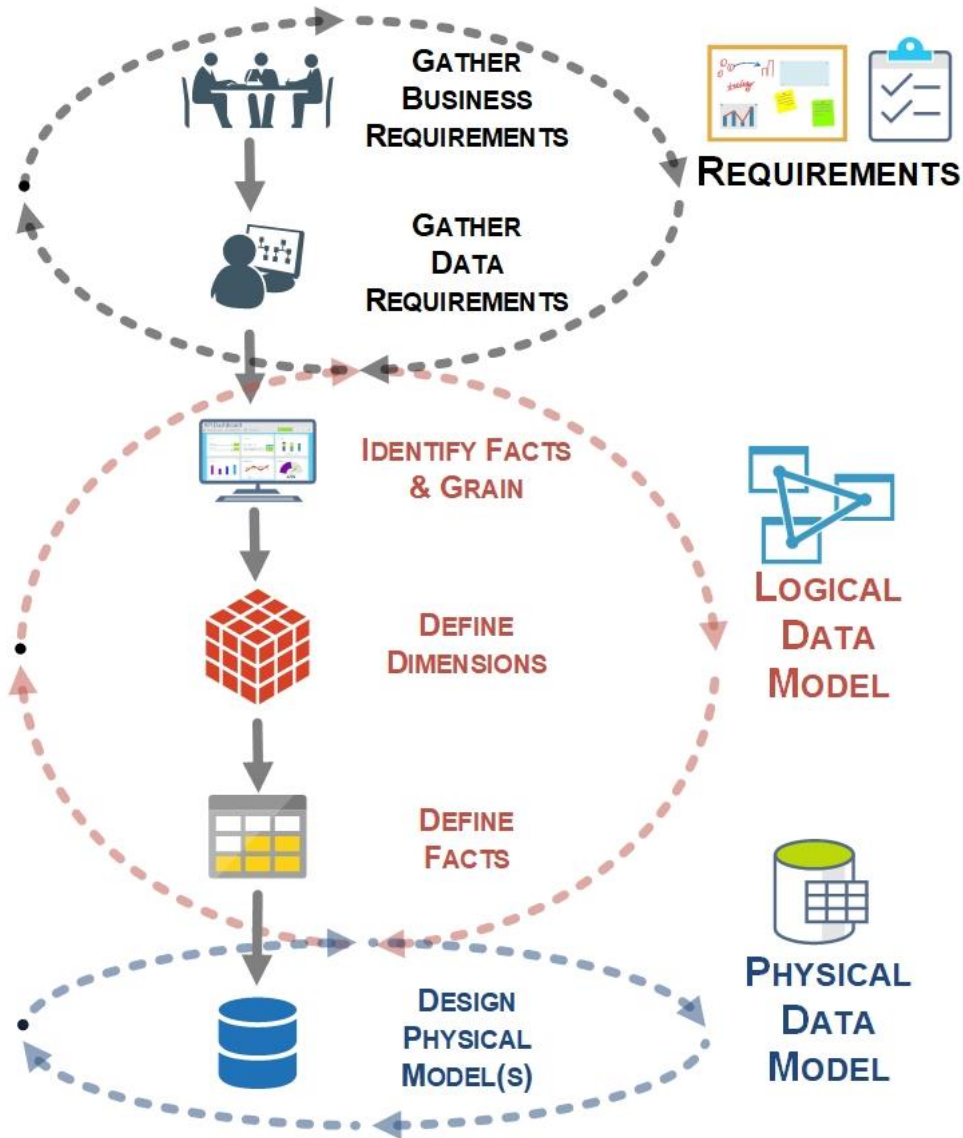 GATHER
BUSINESS
REQUIREMENTS
REQUIREMENTS
GATHER
DATA
REQUIREMENTS
IDENTIFY FACTS
& GRAIN
LOGICAL
DATA
MODEL
DEFINE
DIMENSIONS
DEFINE
FACTS
PHYSICAL
DATA
MODEL
DESIGN
PHYSICAL
MODEL(S)